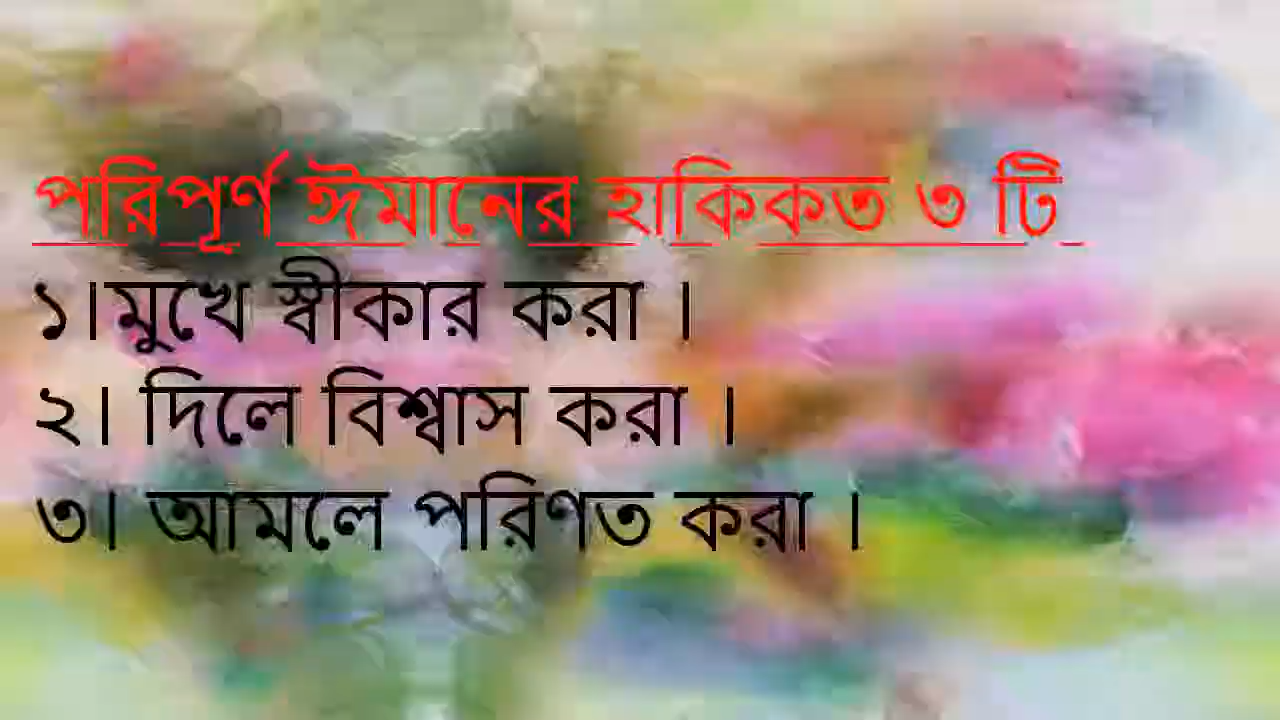 পরিপূর্ণ ঈমানের হাকিকত ৩ টি
১।মুখে স্বীকার করা ।
২। দিলে বিশ্বাস করা ।
৩। আমলে পরিণত করা ।